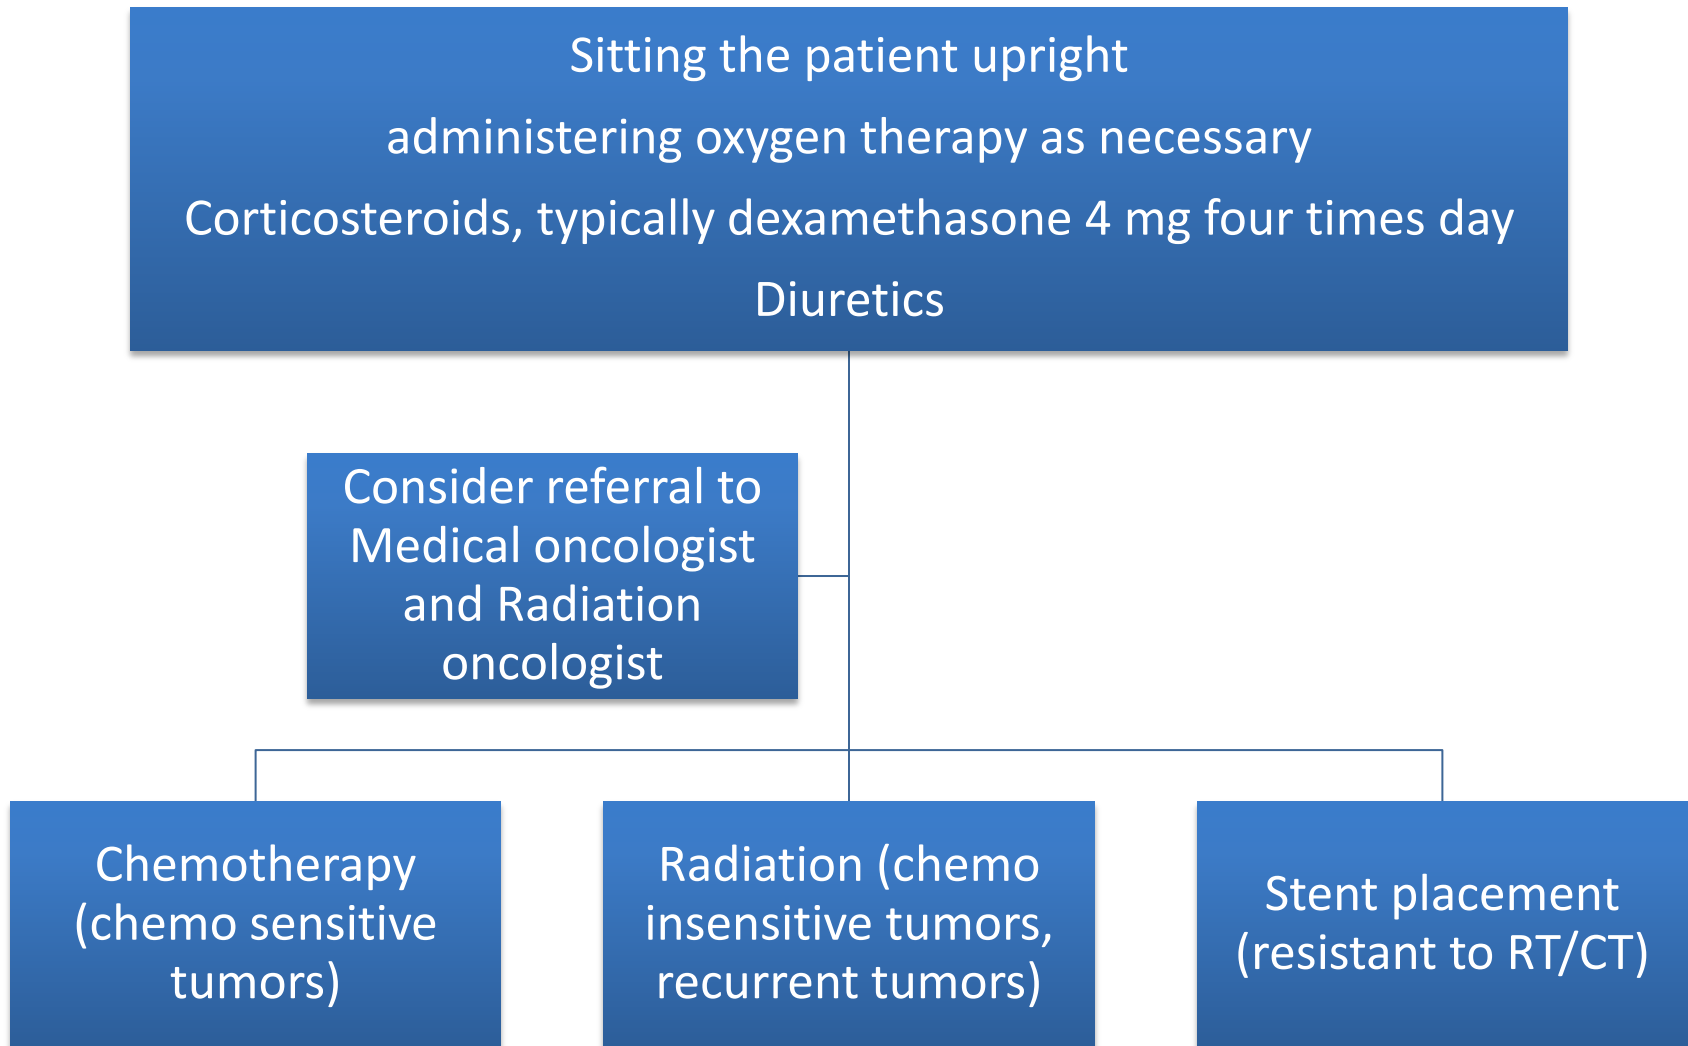 Sitting the patient upright
administering oxygen therapy as necessary
Corticosteroids, typically dexamethasone 4 mg four times day
Diuretics
Consider referral to
Medical oncologist
and Radiation
oncologist
Chemotherapy
(chemo sensitive
tumors)
Radiation (chemo
insensitive tumors,
recurrent tumors)
Stent placement
(resistant to RT/CT)